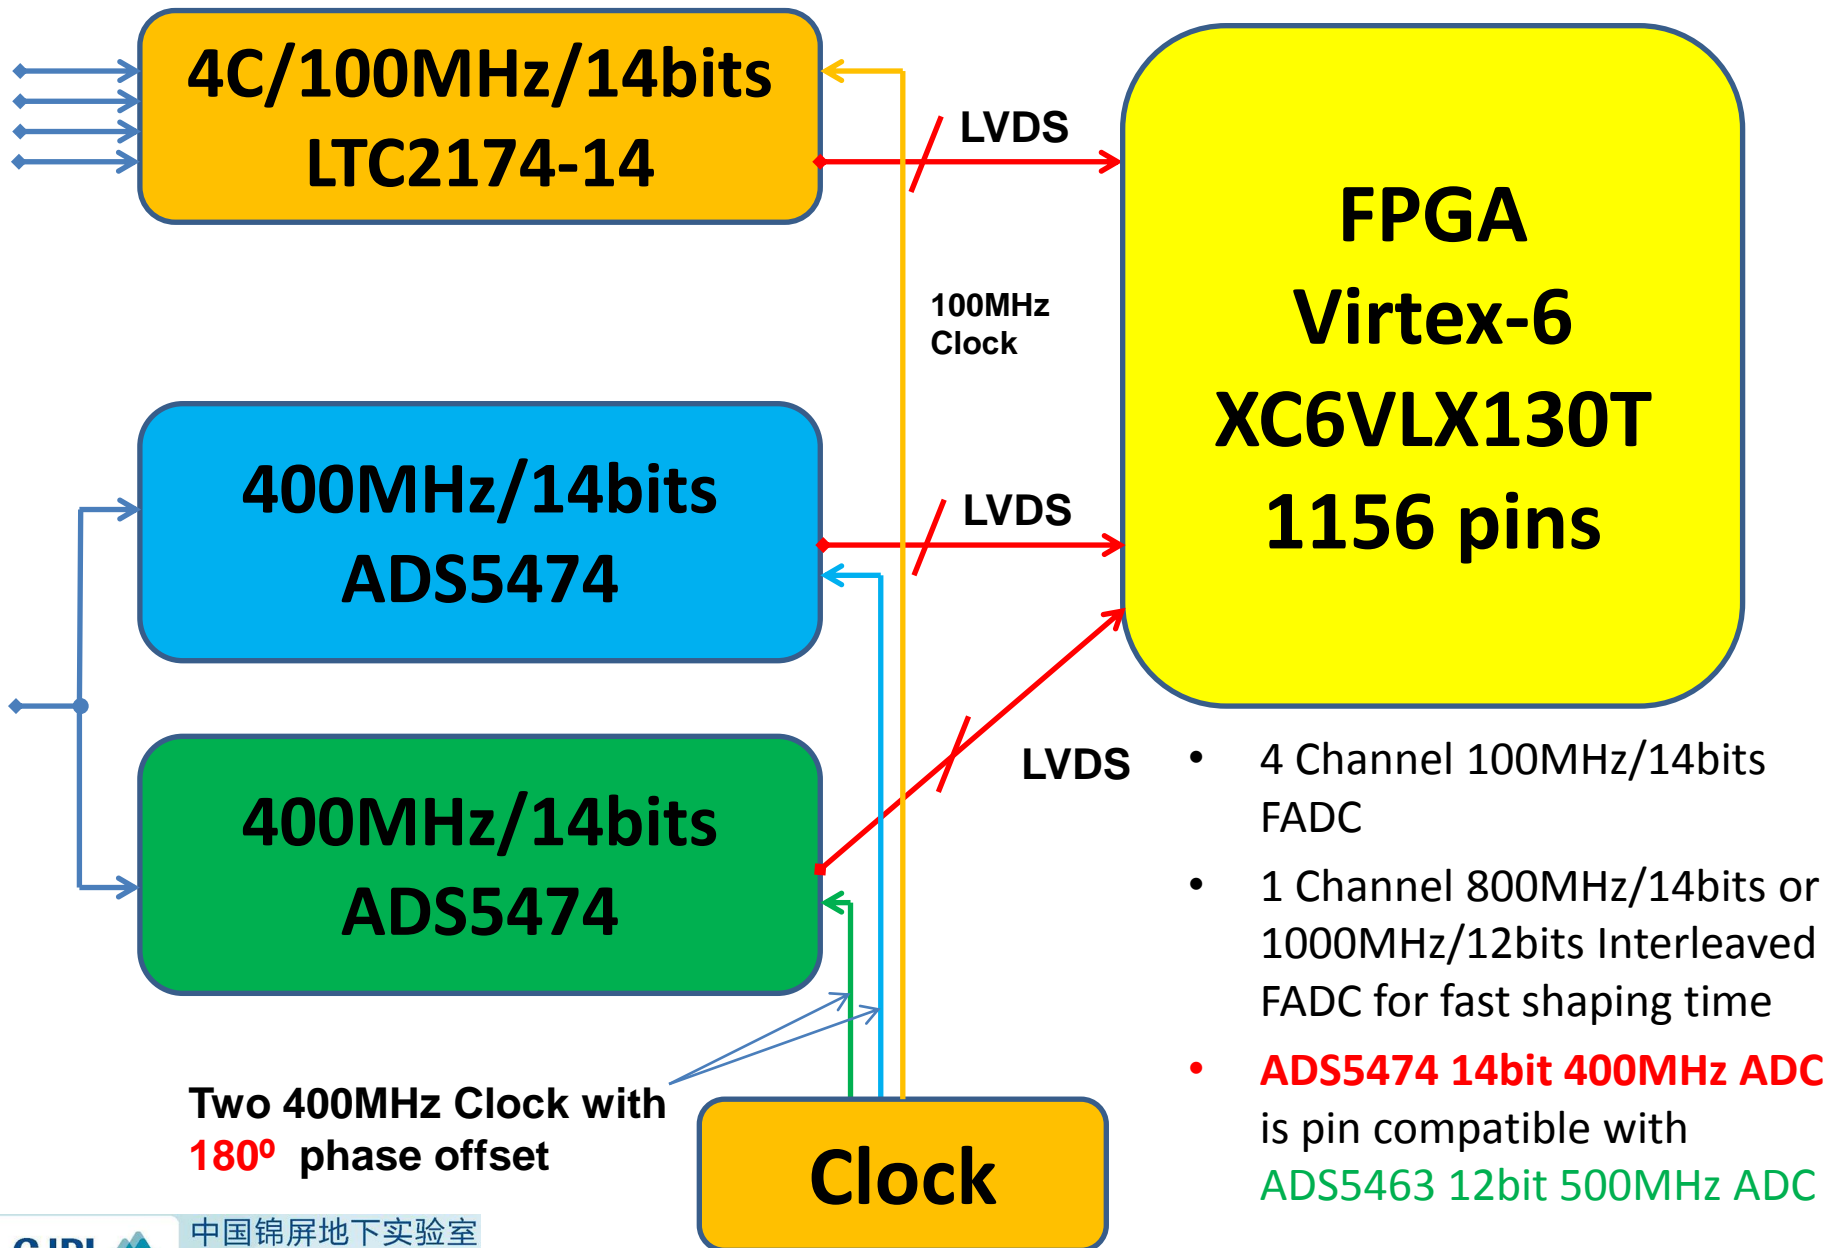 4C/100MHz/14bits
LTC2174-14
LVDS
FPGA
Virtex-6
XC6VLX130T
1156 pins
100MHz
Clock
400MHz/14bits
ADS5474
LVDS
400MHz/14bits
ADS5474
LVDS
• 4 Channel 100MHz/14bits
FADC
• 1 Channel 800MHz/14bits or
1000MHz/12bits Interleaved
FADC for fast shaping time
• ADS5474 14bit 400MHz ADC
is pin compatible with
ADS5463 12bit 500MHz ADC
Two 400MHz Clock with
180º phase offset
Clock
中国锦屏地下实验室